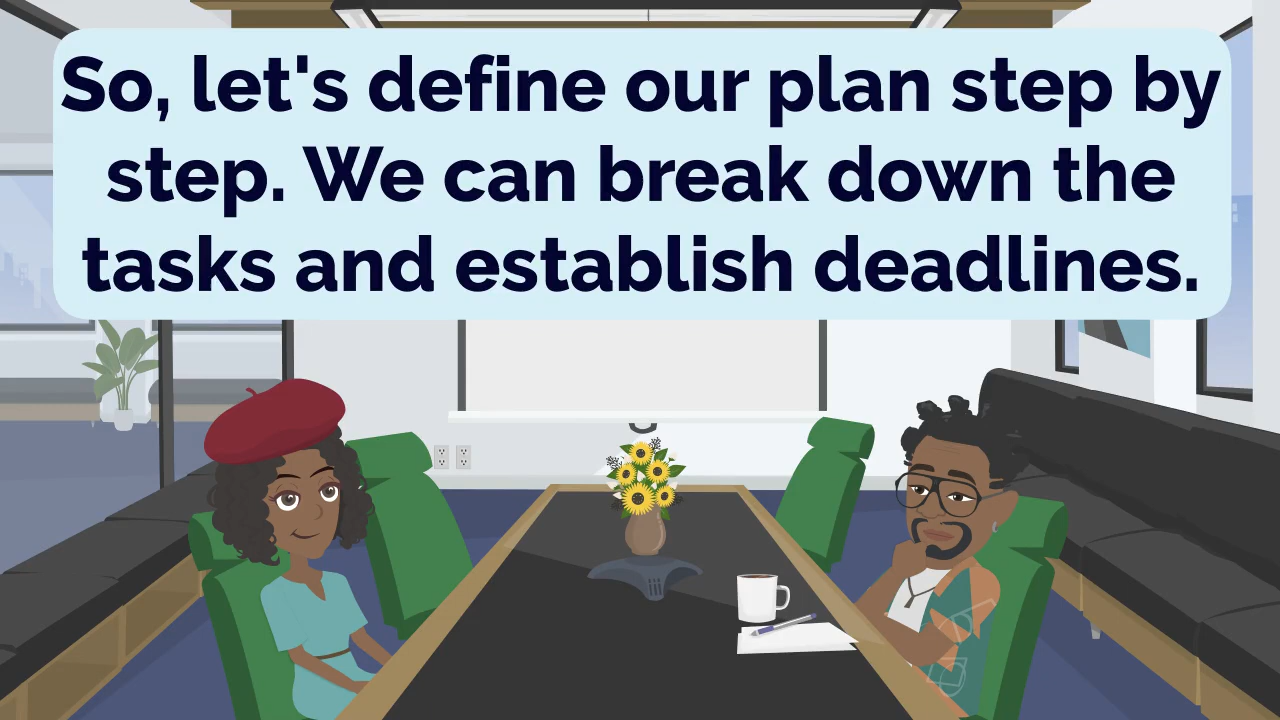 So, let's define our plan step by
step. We can break down the
tasks and establish deadlines.